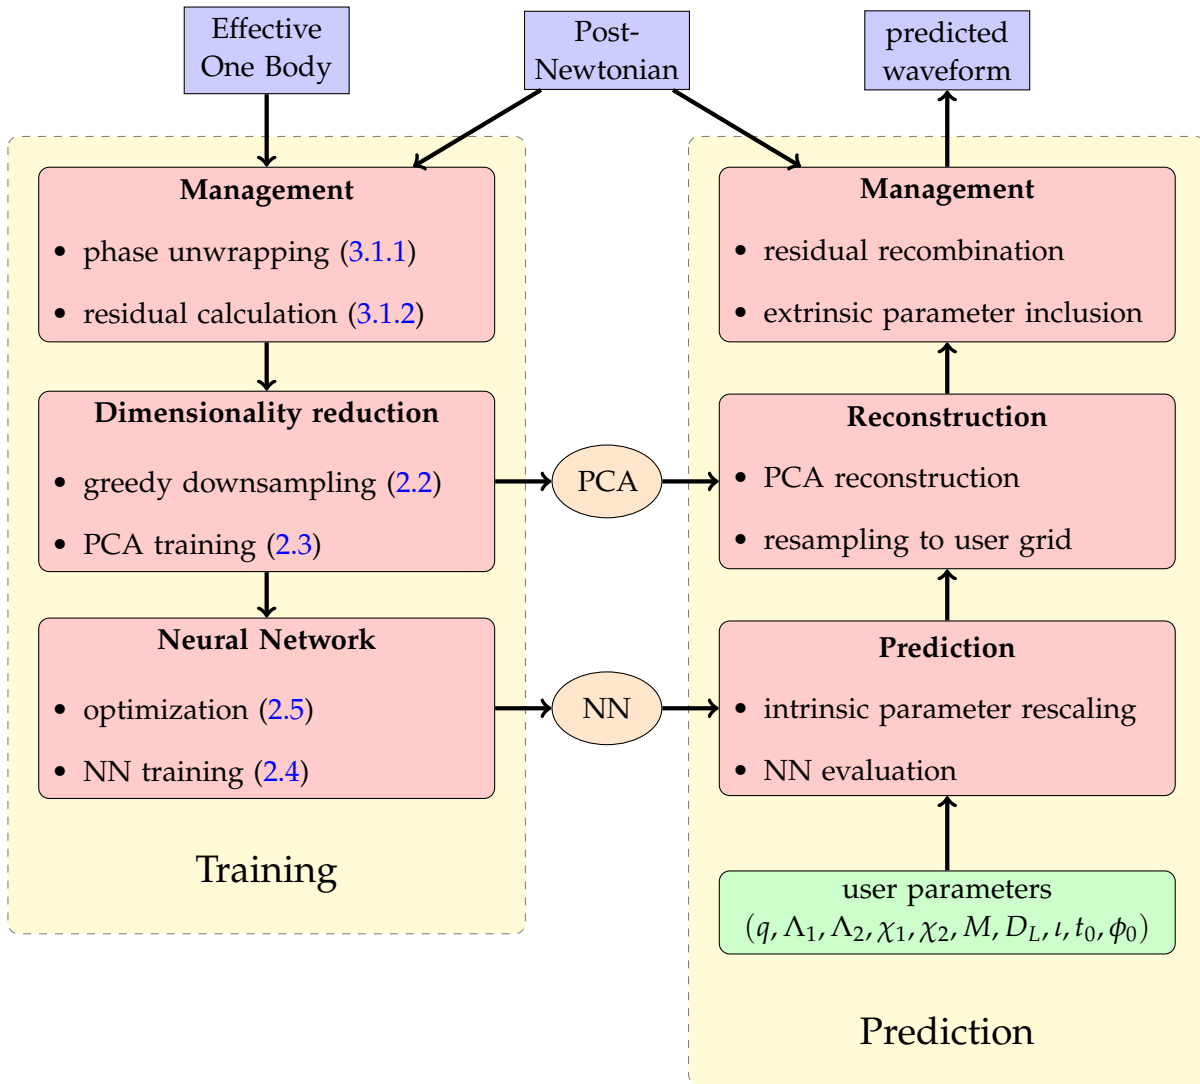 Effective
One Body
Post-
Newtonian
predicted
waveform
Management
• phase unwrapping (3.1.1)
• residual calculation (3.1.2)
Dimensionality reduction
• greedy downsampling (2.2)
• PCA training (2.3)
Neural Network
• optimization (2.5)
• NN training (2.4)
Training
PCA
NN
Management
• residual recombination
• extrinsic parameter inclusion
Reconstruction
• PCA reconstruction
• resampling to user grid
Prediction
• intrinsic parameter rescaling
• NN evaluation
user parameters
(q, Λ₁, Λ₂, χ₁, χ₂, M, D_L, ι, t₀, ϕ₀)
Prediction